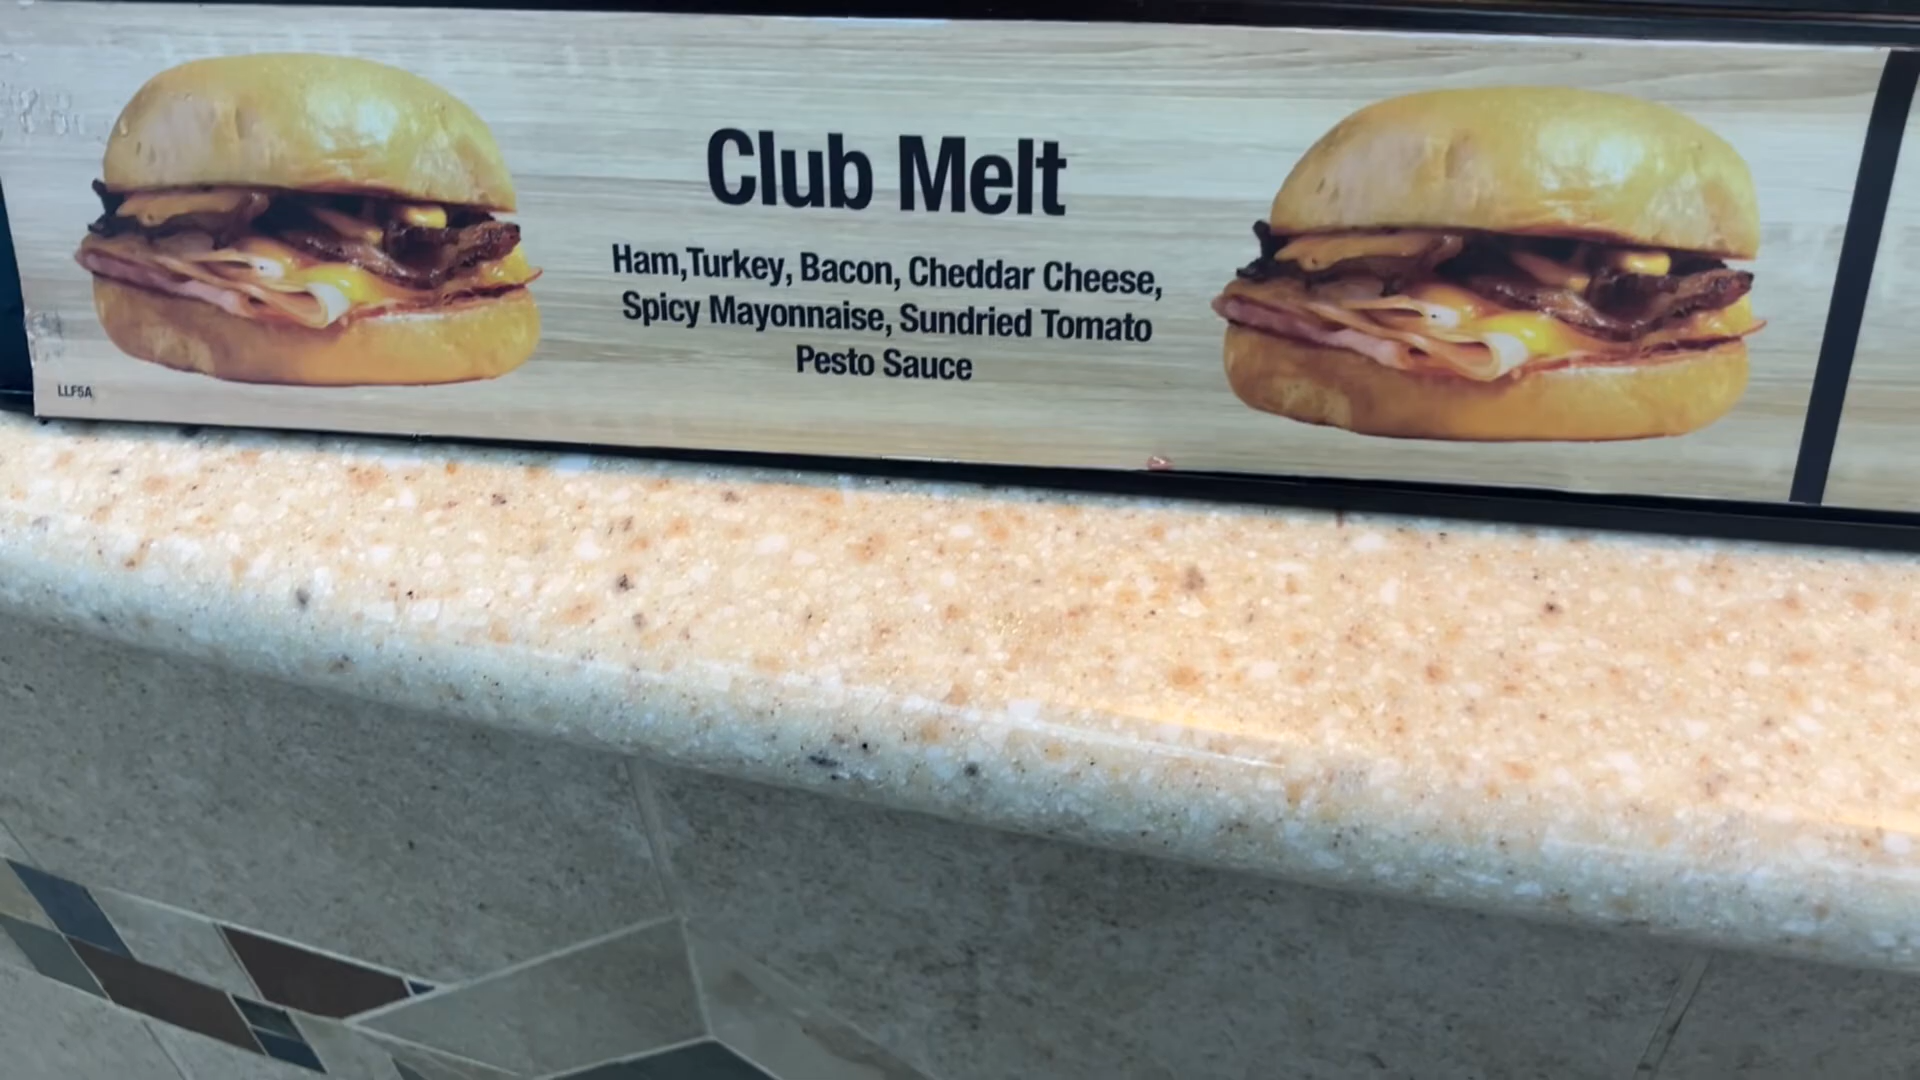 Club Melt
Ham,Turkey, Bacon, Cheddar Cheese,
Spicy Mayonnaise, Sundried Tomato
Pesto Sauce
LLF5A